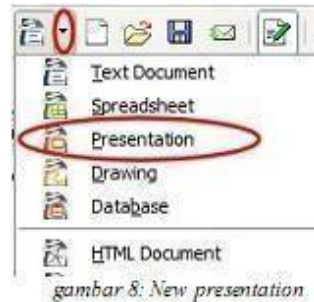 Text Document
Spreadsheet
Presentation
Drawing
Database
HTML Document
gambar 8: New presentation